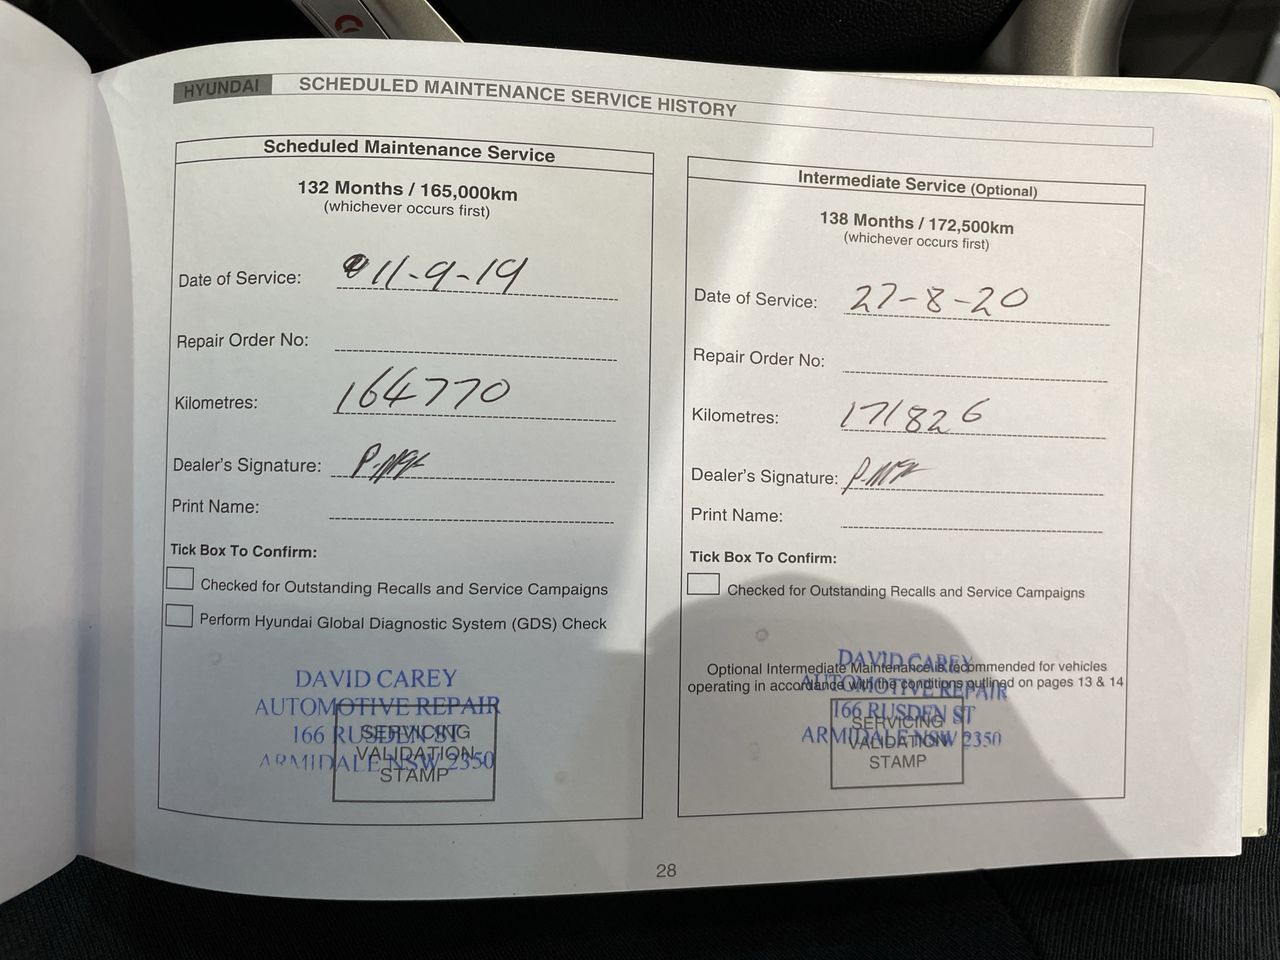 HYUNDAI SCHEDULED MAINTENANCE SERVICE HISTORY
Scheduled Maintenance Service
132 Months / 165,000km
(whichever occurs first)
Date of Service: 11-9-19
Repair Order No:
Kilometres: 164770
Dealer's Signature:
Print Name:
Tick Box To Confirm:
Checked for Outstanding Recalls and Service Campaigns
Perform Hyundai Global Diagnostic System (GDS) Check
DAVID CAREY
AUTOMOTIVE REPAIR
166 RUSDEN ST
ARMIDALE NSW 2350
SERVICING
VALIDATION
STAMP
Intermediate Service (Optional)
138 Months / 172,500km
(whichever occurs first)
Date of Service: 27-8-20
Repair Order No:
Kilometres: 171826
Dealer's Signature:
Print Name:
Tick Box To Confirm:
Checked for Outstanding Recalls and Service Campaigns
Optional Intermediate Maintenance is recommended for vehicles
operating in accordance with the conditions outlined on pages 13 & 14
DAVID CAREY
AUTOMOTIVE REPAIR
166 RUSDEN ST
ARMIDALE NSW 2350
SERVICING
VALIDATION
STAMP
28